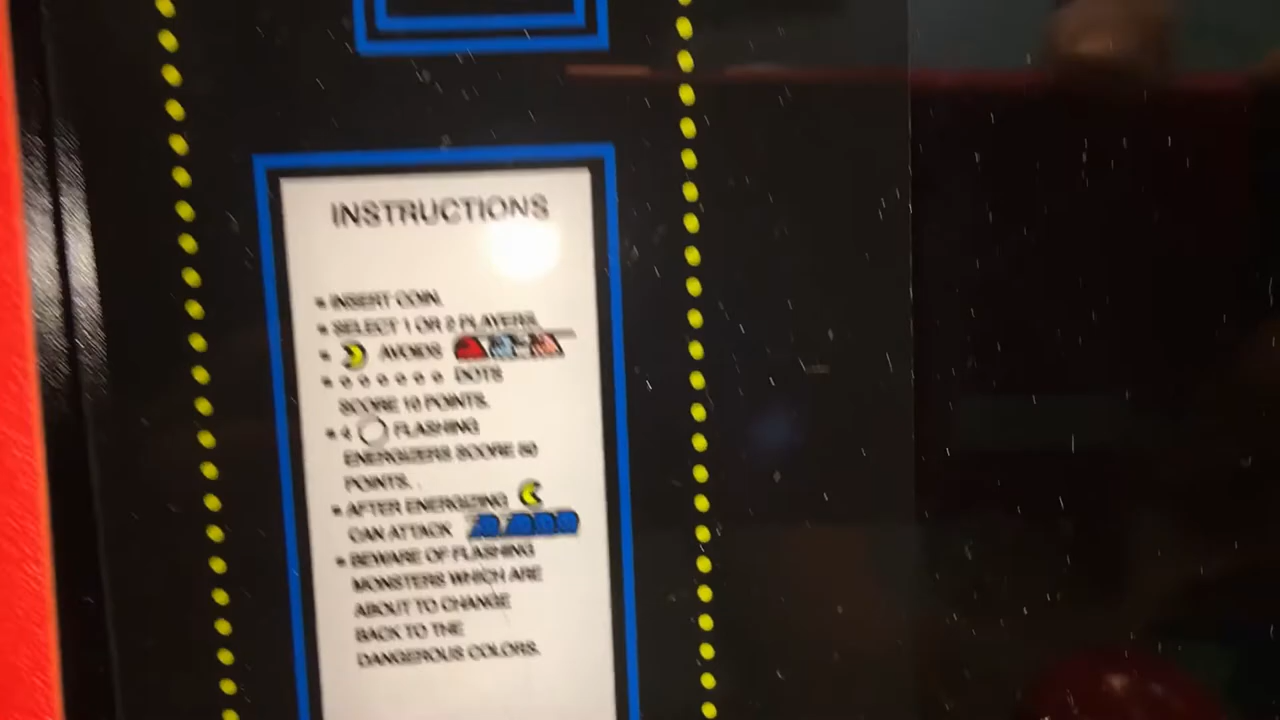 INSTRUCTIONS
INSERT COIN.
SELECT 1 OR 2 PLAYERS.
AVOIDS
DOTS
SCORE 10 POINTS.
4 FLASHING
ENERGIZERS SCORE 50
POINTS. .
AFTER ENERGIZING
CAN ATTACK
BEWARE OF FLASHING
MONSTERS WHICH ARE
ABOUT TO CHANGE
BACK TO THE
DANGEROUS COLORS.